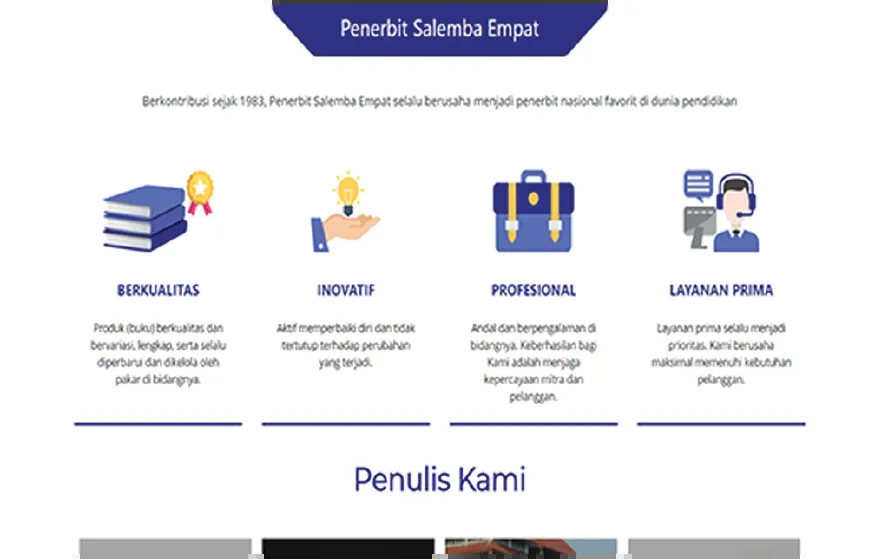 Penerbit Salemba Empat
Berkontribusi sejak 1983, Penerbit Salemba Empat selalu berusaha menjadi penerbit nasional favorit di dunia pendidikan
BERKUALITAS
Produk (buku) berkualitas dan
bervariasi, lengkap, serta selalu
diperbarui dan dikelola oleh
pakar di bidangnya.
INOVATIF
Aktif memperbaiki diri dan tidak
tertutup terhadap perubahan
yang terjadi.
PROFESIONAL
Andal dan berpengalaman di
bidangnya. Keberhasilan bagi
Kami adalah menjaga
kepercayaan mitra dan
pelanggan.
LAYANAN PRIMA
Layanan prima selalu menjadi
prioritas. Kami berusaha
maksimal memenuhi kebutuhan
pelanggan.
Penulis Kami